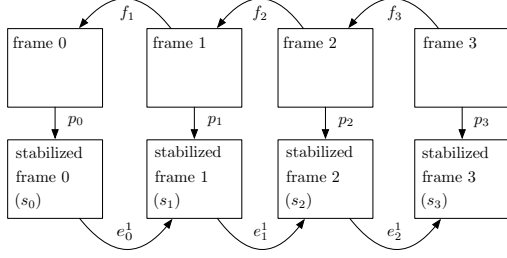 f₁ f₂ f₃
frame 0 frame 1 frame 2 frame 3
p₀ p₁ p₂ p₃
stabilized stabilized stabilized stabilized
frame 0 frame 1 frame 2 frame 3
(s₀) (s₁) (s₂) (s₃)
e₀¹ e₁¹ e₂¹